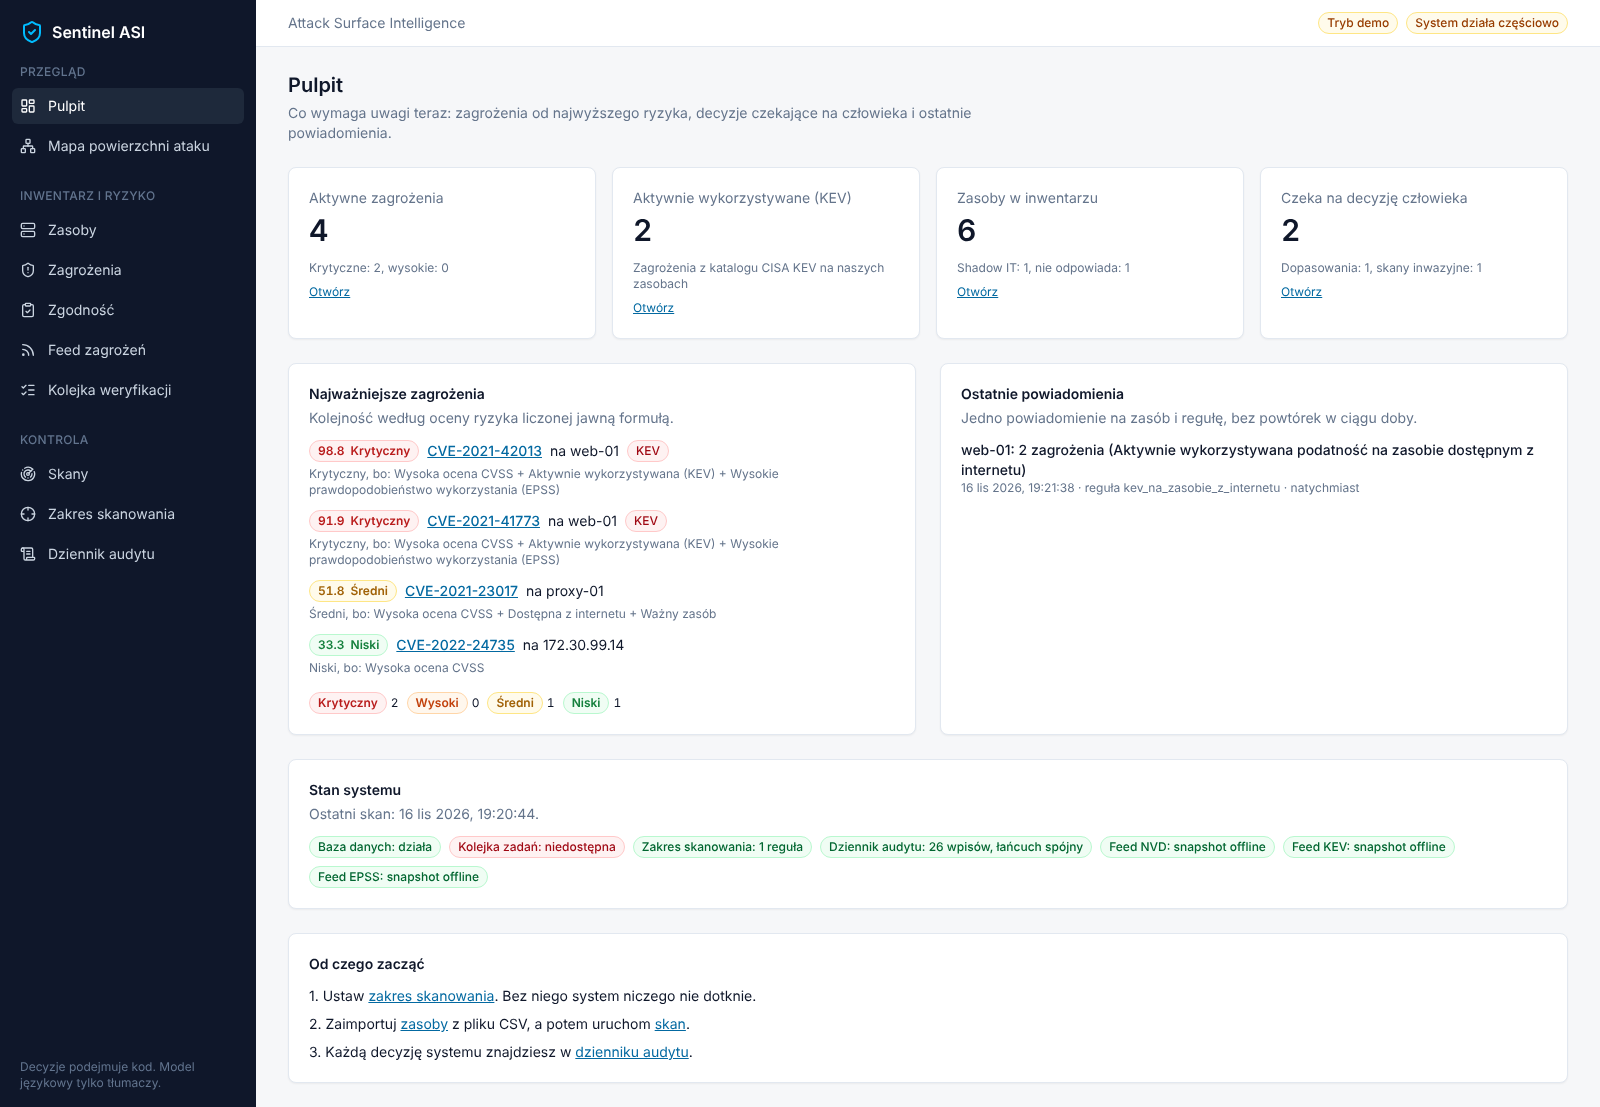 Sentinel ASI
PRZEGLĄD
Pulpit
Mapa powierzchni ataku
INWENTARZ I RYZYKO
Zasoby
Zagrożenia
Zgodność
Feed zagrożeń
Kolejka weryfikacji
KONTROLA
Skany
Zakres skanowania
Dziennik audytu
Decyzje podejmuje kod. Model
językowy tylko tłumaczy.
Attack Surface Intelligence
Tryb demo
System działa częściowo
Pulpit
Co wymaga uwagi teraz: zagrożenia od najwyższego ryzyka, decyzje czekające na człowieka i ostatnie
powiadomienia.
Aktywne zagrożenia
4
Krytyczne: 2, wysokie: 0
Otwórz
Aktywnie wykorzystywane (KEV)
2
Zagrożenia z katalogu CISA KEV na naszych
zasobach
Otwórz
Zasoby w inwentarzu
6
Shadow IT: 1, nie odpowiada: 1
Otwórz
Czeka na decyzję człowieka
2
Dopasowania: 1, skany inwazyjne: 1
Otwórz
Najważniejsze zagrożenia
Kolejność według oceny ryzyka liczonej jawną formułą.
98.8 Krytyczny CVE-2021-42013 na web-01 KEV
Krytyczny, bo: Wysoka ocena CVSS + Aktywnie wykorzystywana (KEV) + Wysokie
prawdopodobieństwo wykorzystania (EPSS)
91.9 Krytyczny CVE-2021-41773 na web-01 KEV
Krytyczny, bo: Wysoka ocena CVSS + Aktywnie wykorzystywana (KEV) + Wysokie
prawdopodobieństwo wykorzystania (EPSS)
51.8 Średni CVE-2021-23017 na proxy-01
Średni, bo: Wysoka ocena CVSS + Dostępna z internetu + Ważny zasób
33.3 Niski CVE-2022-24735 na 172.30.99.14
Niski, bo: Wysoka ocena CVSS
Krytyczny 2 Wysoki 0 Średni 1 Niski 1
Ostatnie powiadomienia
Jedno powiadomienie na zasób i regułę, bez powtórek w ciągu doby.
web-01: 2 zagrożenia (Aktywnie wykorzystywana podatność na zasobie dostępnym z
internetu)
16 lis 2026, 19:21:38 · reguła kev_na_zasobie_z_internetu · natychmiast
Stan systemu
Ostatni skan: 16 lis 2026, 19:20:44.
Baza danych: działa
Kolejka zadań: niedostępna
Zakres skanowania: 1 reguła
Dziennik audytu: 26 wpisów, łańcuch spójny
Feed NVD: snapshot offline
Feed KEV: snapshot offline
Feed EPSS: snapshot offline
Od czego zacząć
1. Ustaw zakres skanowania. Bez niego system niczego nie dotknie.
2. Zaimportuj zasoby z pliku CSV, a potem uruchom skan.
3. Każdą decyzję systemu znajdziesz w dzienniku audytu.